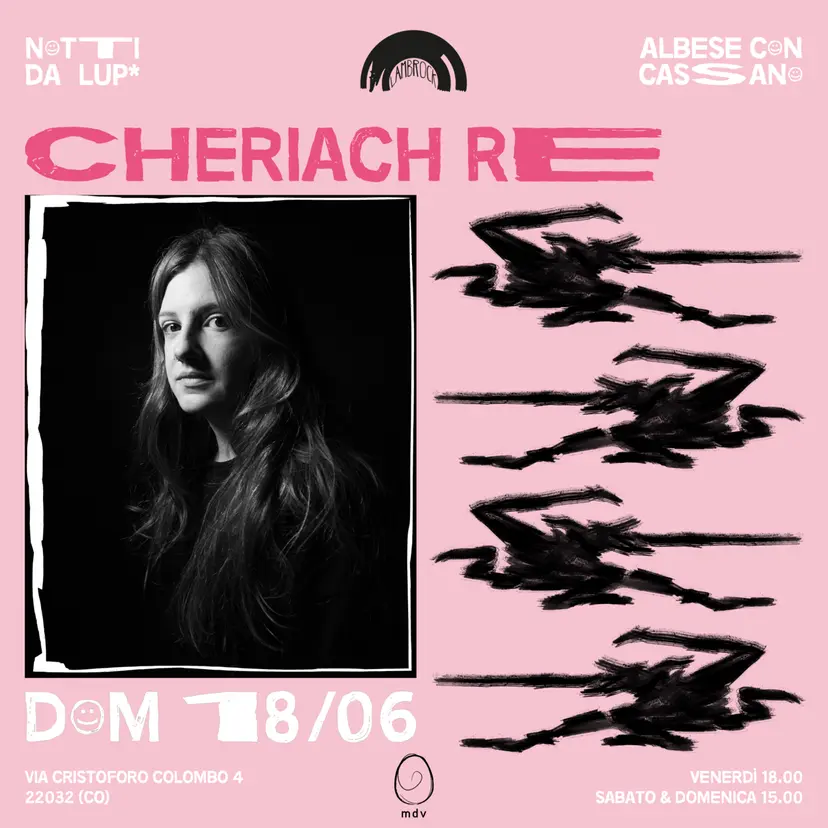 NOTTI
DA LUP*
LAMBROCK
ALBESE CON
CASSANO
CHERIACH RE
DOM 18/06
VIA CRISTOFORO COLOMBO 4
22032 (CO)
mdv
VENERDÌ 18.00
SABATO & DOMENICA 15.00